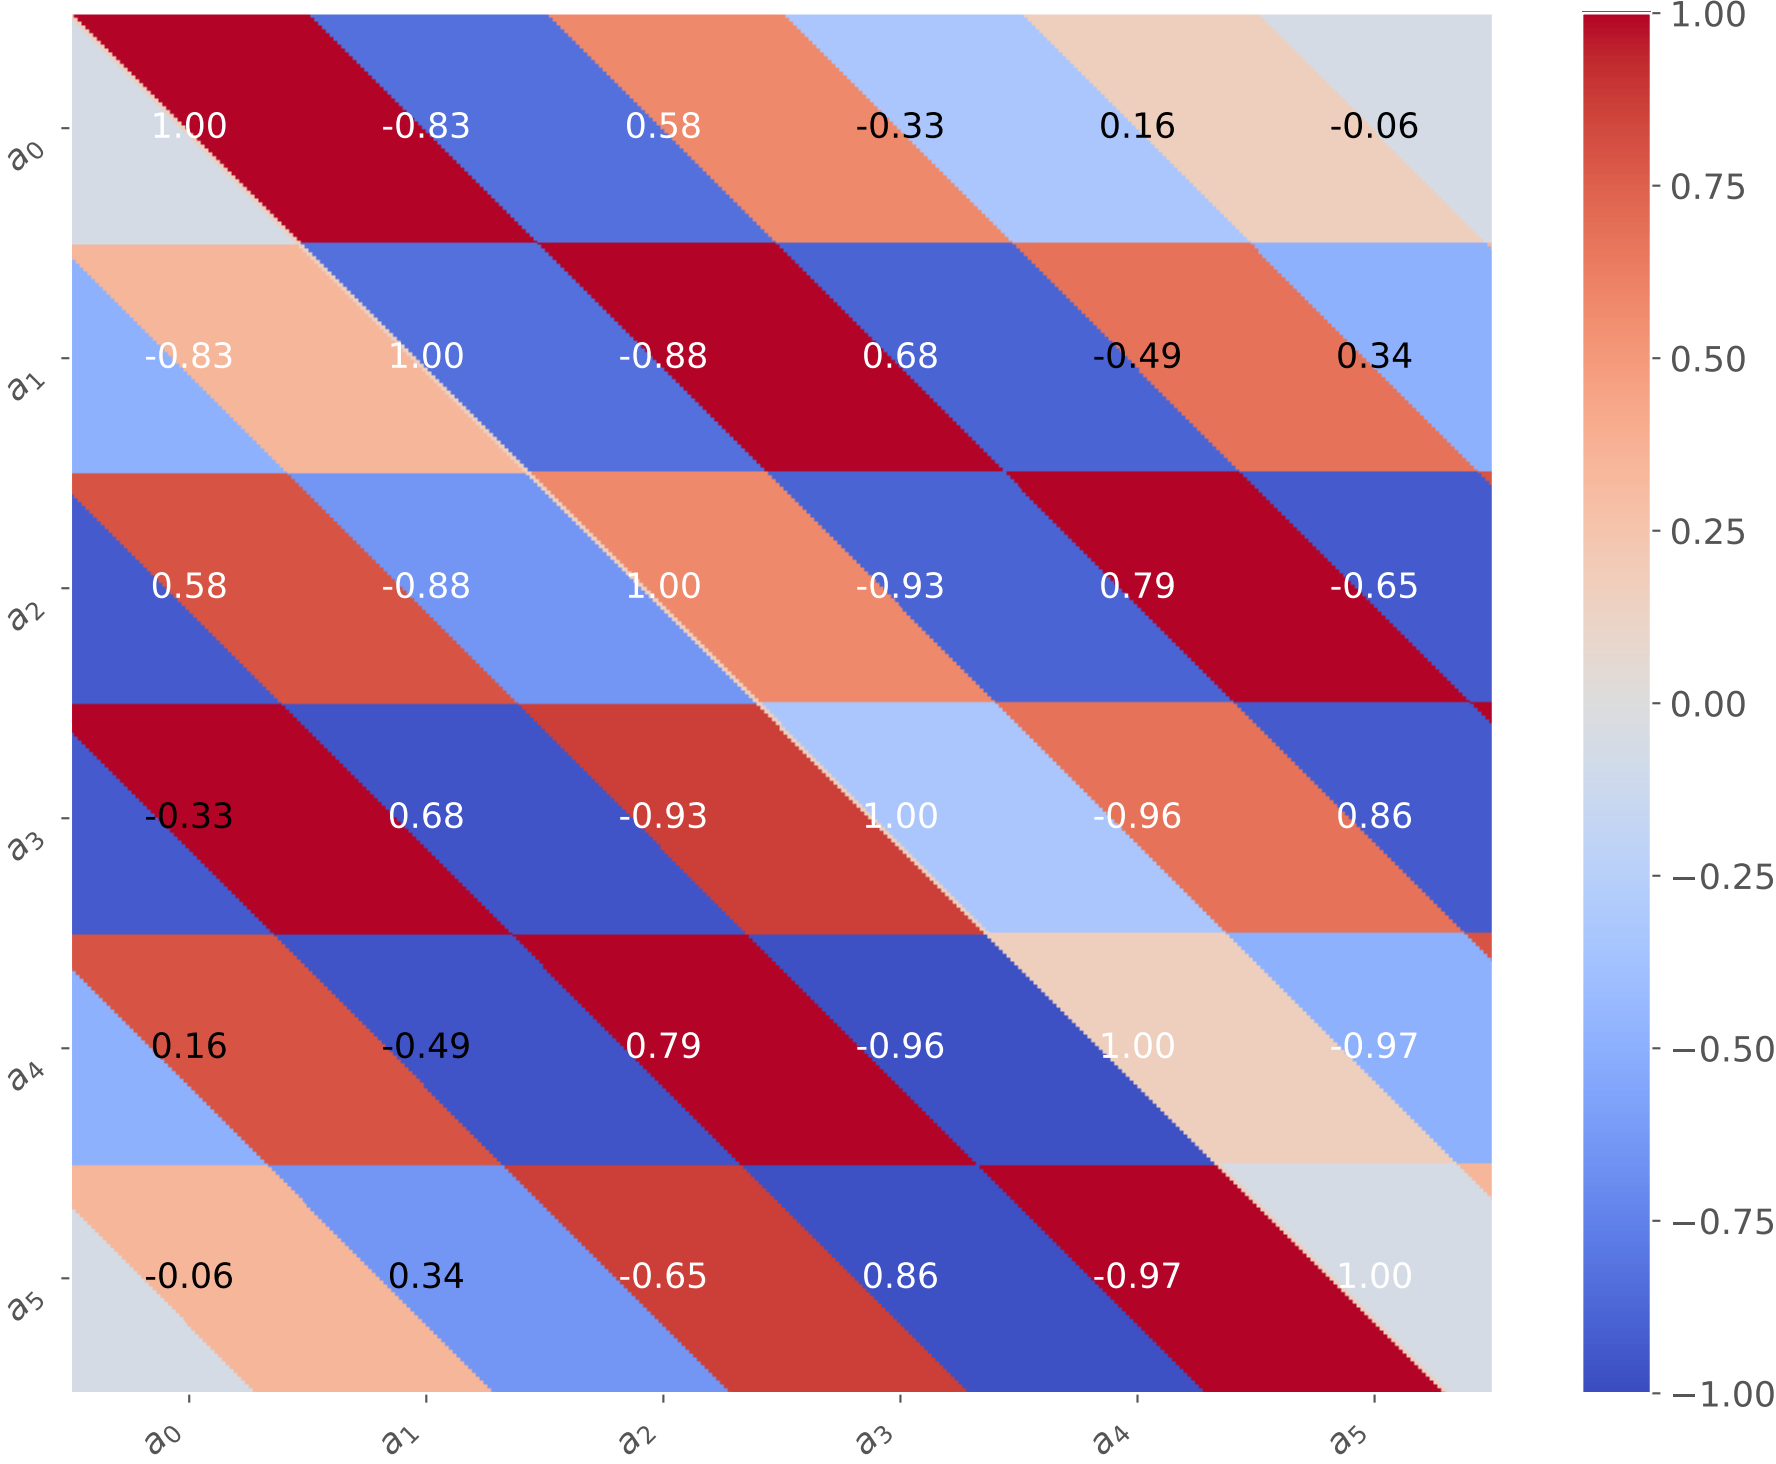 1.00
a₀ 1.00 -0.83 0.58 -0.33 0.16 -0.06
0.75
a₁ -0.83 1.00 -0.88 0.68 -0.49 0.34 0.50
0.25
a₂ 0.58 -0.88 1.00 -0.93 0.79 -0.65
0.00
a₃ -0.33 0.68 -0.93 1.00 -0.96 0.86
−0.25
a₄ 0.16 -0.49 0.79 -0.96 1.00 -0.97 −0.50
−0.75
a₅ -0.06 0.34 -0.65 0.86 -0.97 1.00
−1.00
a₀ a₁ a₂ a₃ a₄ a₅